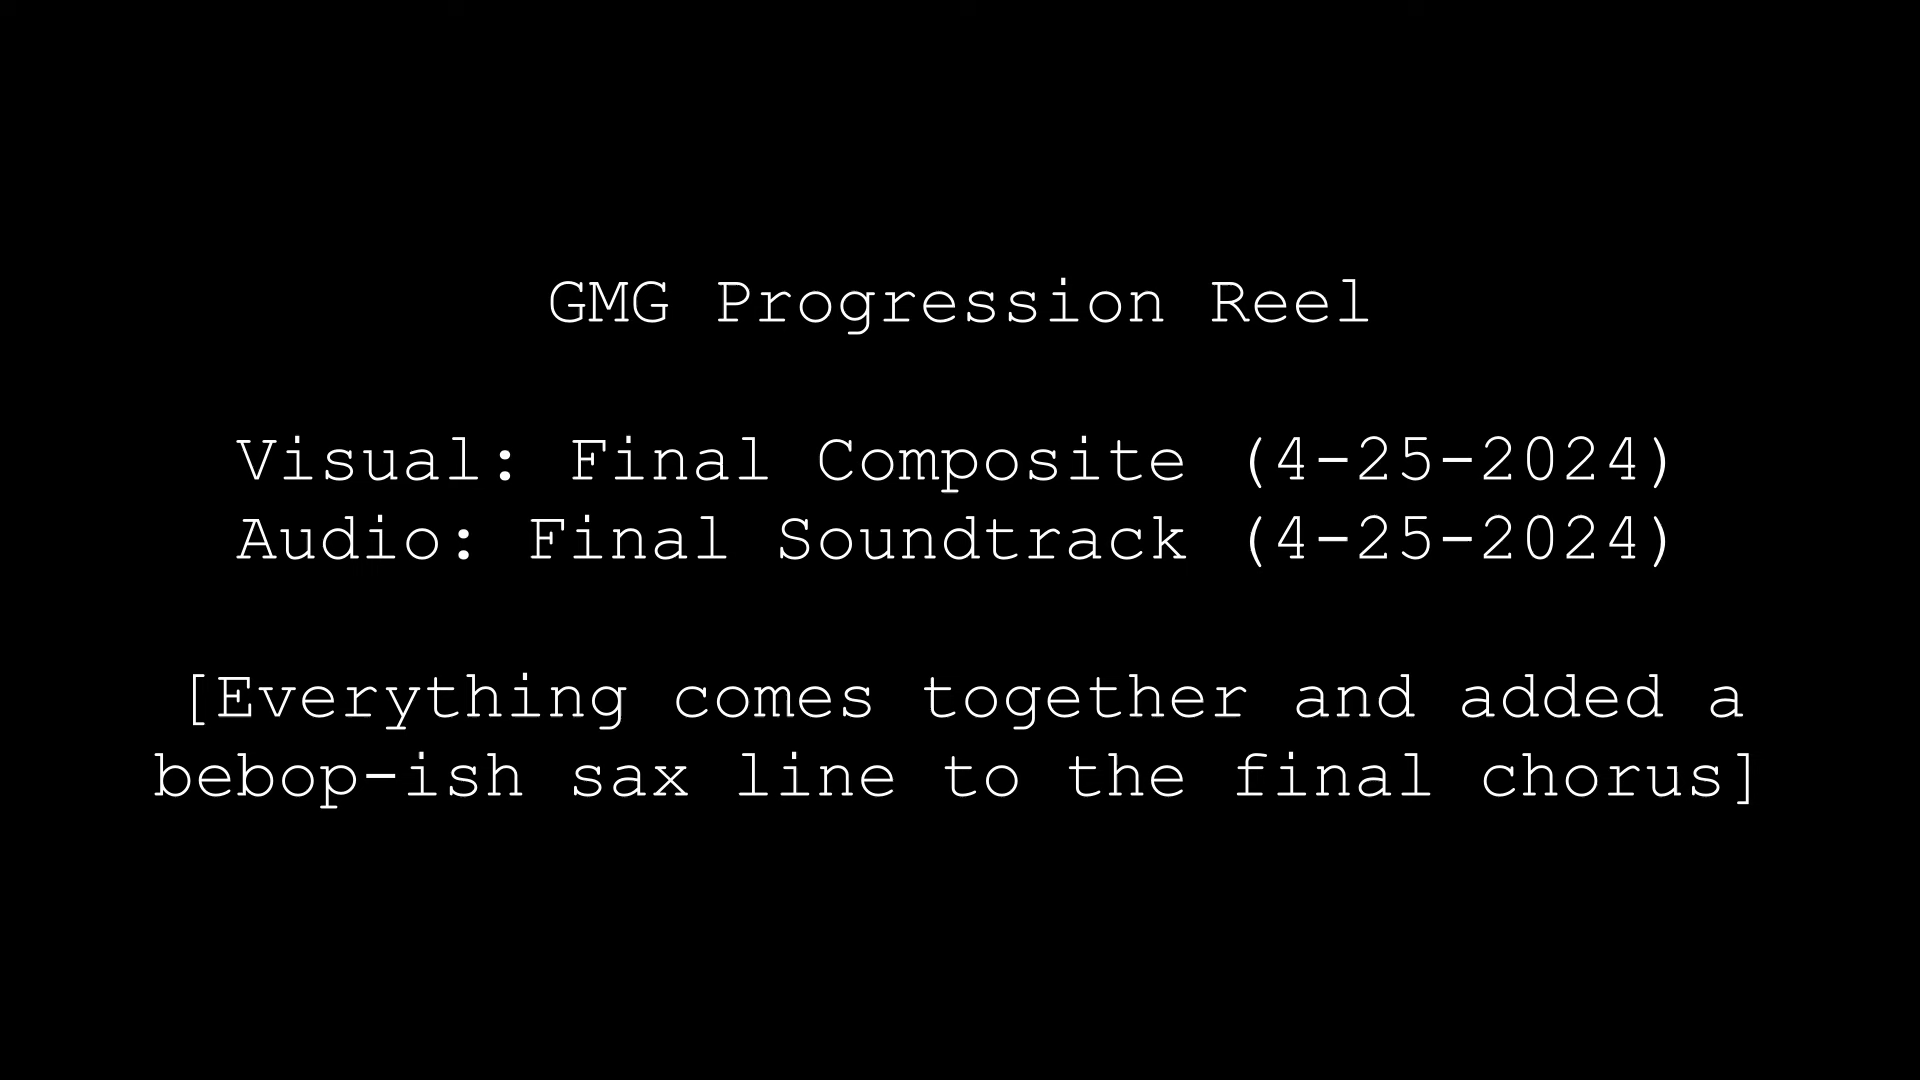 GMG Progression Reel
Visual: Final Composite (4-25-2024)
Audio: Final Soundtrack (4-25-2024)
[Everything comes together and added a
bebop-ish sax line to the final chorus]